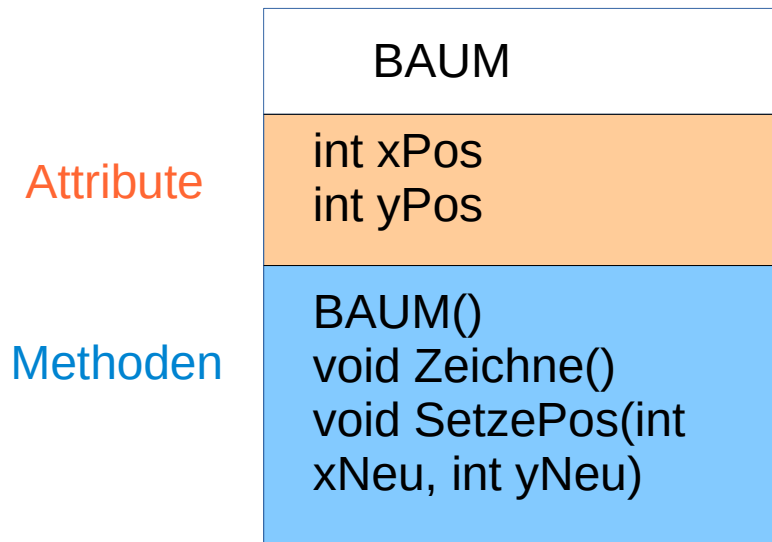 BAUM
Attribute
int xPos
int yPos
Methoden
BAUM()
void Zeichne()
void SetzePos(int
xNeu, int yNeu)